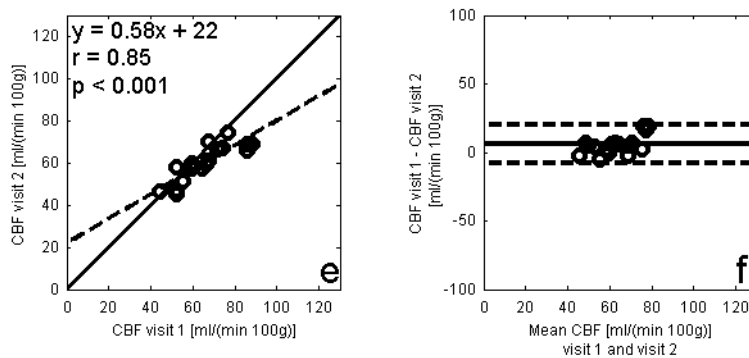 y = 0.58x + 22
r = 0.85
p < 0.001
CBF visit 2 [ml/(min 100g)]
120
100
80
60
40
20
0
0 20 40 60 80 100 120
CBF visit 1 [ml/(min 100g)]
e
CBF visit 1 - CBF visit 2
[ml/(min 100g)]
100
50
0
-50
-100
0 20 40 60 80 100 120
Mean CBF [ml/(min 100g)]
visit 1 and visit 2
f